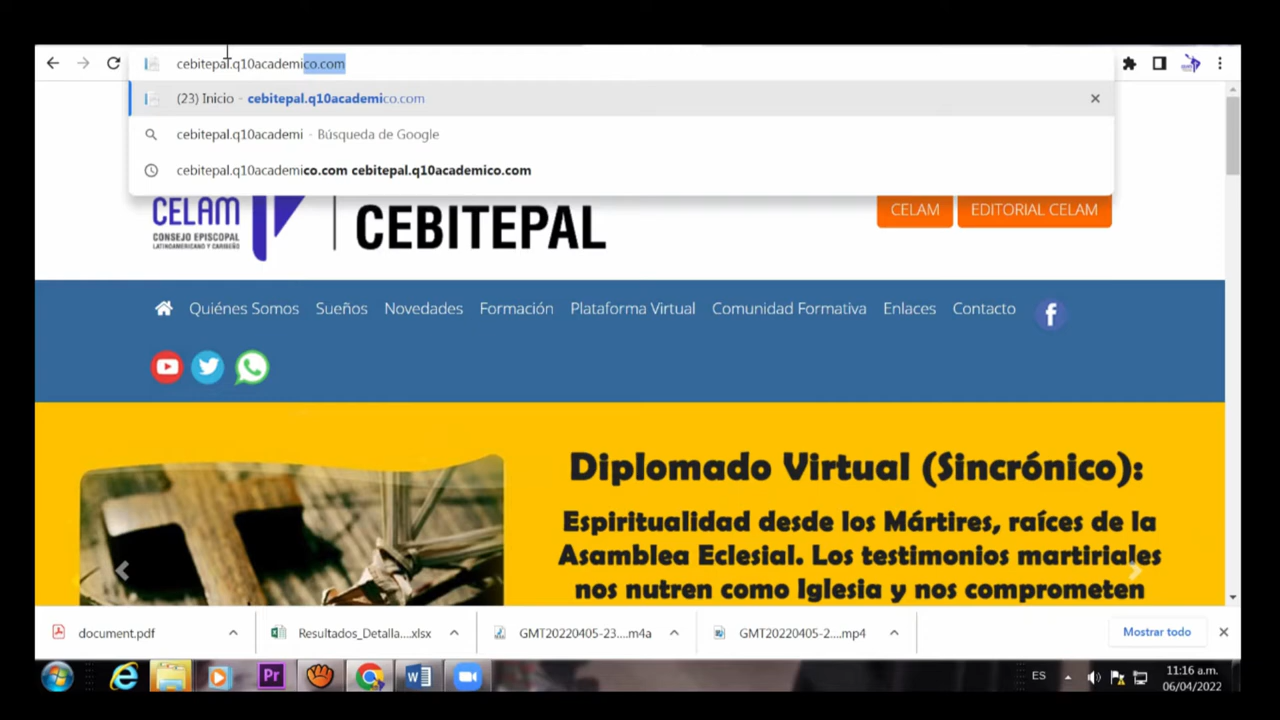 cebitepal.q10academico.com
(23) Inicio - cebitepal.q10academico.com
cebitepal.q10academi - Búsqueda de Google
cebitepal.q10academico.com cebitepal.q10academico.com
CELAM
CONSEJO EPISCOPAL
LATINOAMERICANO Y CARIBEÑO
CEBITEPAL
CELAM
EDITORIAL CELAM
Quiénes Somos
Sueños
Novedades
Formación
Plataforma Virtual
Comunidad Formativa
Enlaces
Contacto
Diplomado Virtual (Sincrónico):
Espiritualidad desde los Mártires, raíces de la
Asamblea Eclesial. Los testimonios martiriales
nos nutren como Iglesia y nos comprometen
document.pdf
Resultados_Detalla....xlsx
GMT20220405-23....m4a
GMT20220405-2....mp4
Mostrar todo
Pr
ES
11:16 a.m.
06/04/2022